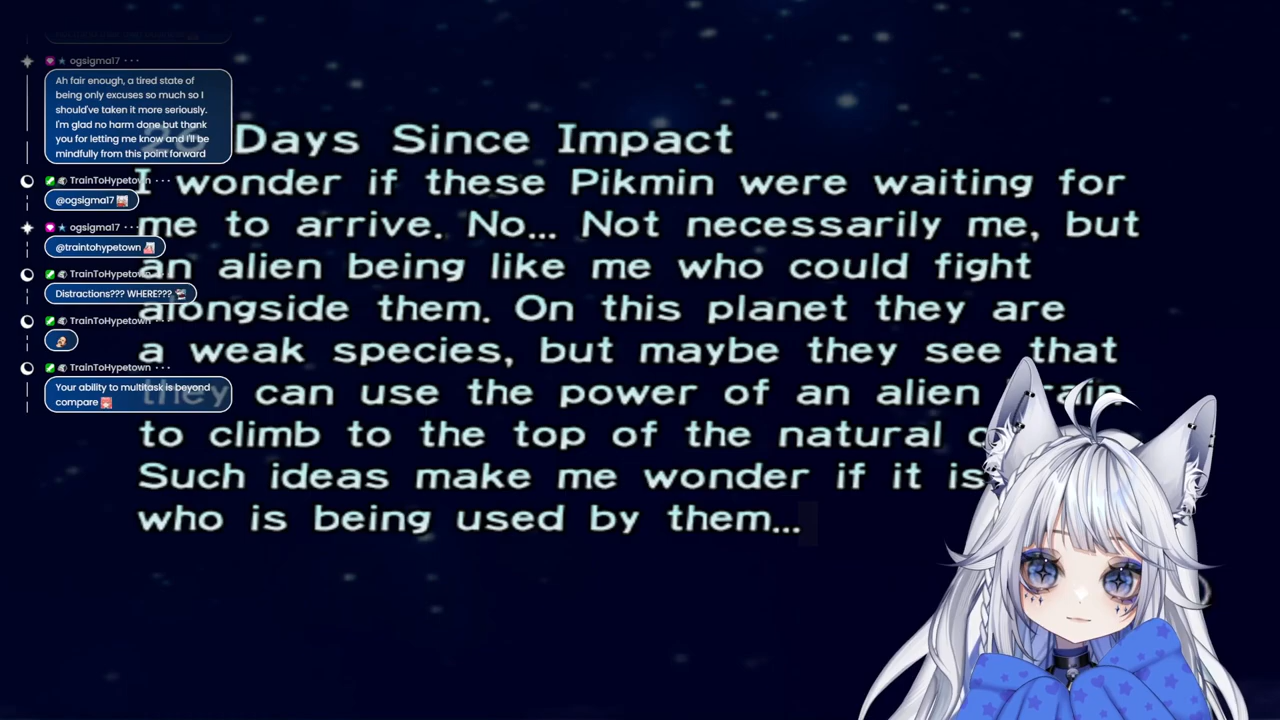 ogsigma17
Ah fair enough, a tired state of
being only excuses so much so I
should've taken it more seriously.
I'm glad no harm done but thank
you for letting me know and I'll be
mindfully from this point forward
TrainToHypetown
@ogsigma17
ogsigma17
@traintohypetown
TrainToHypetown
Distractions??? WHERE???
TrainToHypetown
TrainToHypetown
Your ability to multitask is beyond
compare
Days Since Impact
I wonder if these Pikmin were waiting for
me to arrive. No... Not necessarily me, but
an alien being like me who could fight
alongside them. On this planet they are
a weak species, but maybe they see that
they can use the power of an alien brain
to climb to the top of the natural
Such ideas make me wonder if it is
who is being used by them...